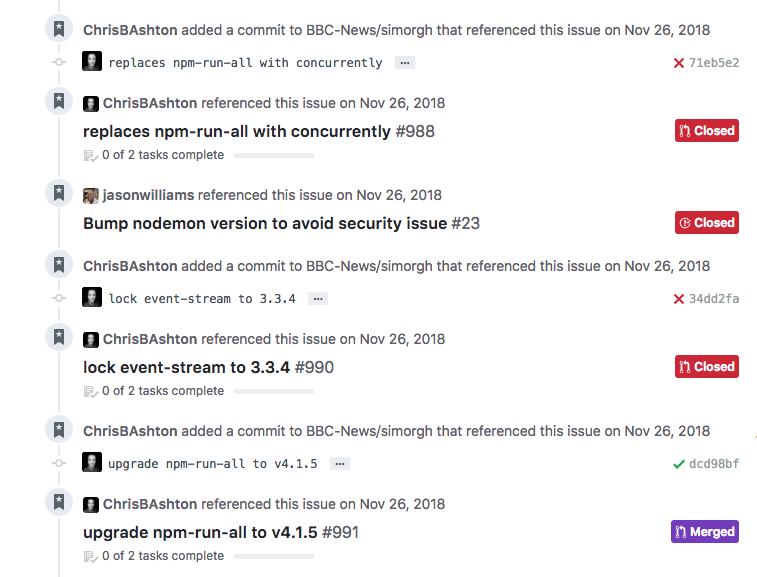 ChrisBAshton added a commit to BBC-News/simorgh that referenced this issue on Nov 26, 2018
replaces npm-run-all with concurrently ... 71eb5e2
ChrisBAshton referenced this issue on Nov 26, 2018
replaces npm-run-all with concurrently #988 Closed
0 of 2 tasks complete
jasonwilliams referenced this issue on Nov 26, 2018
Bump nodemon version to avoid security issue #23 Closed
ChrisBAshton added a commit to BBC-News/simorgh that referenced this issue on Nov 26, 2018
lock event-stream to 3.3.4 ... 34dd2fa
ChrisBAshton referenced this issue on Nov 26, 2018
lock event-stream to 3.3.4 #990 Closed
0 of 2 tasks complete
ChrisBAshton added a commit to BBC-News/simorgh that referenced this issue on Nov 26, 2018
upgrade npm-run-all to v4.1.5 ... dcd98bf
ChrisBAshton referenced this issue on Nov 26, 2018
upgrade npm-run-all to v4.1.5 #991 Merged
0 of 2 tasks complete